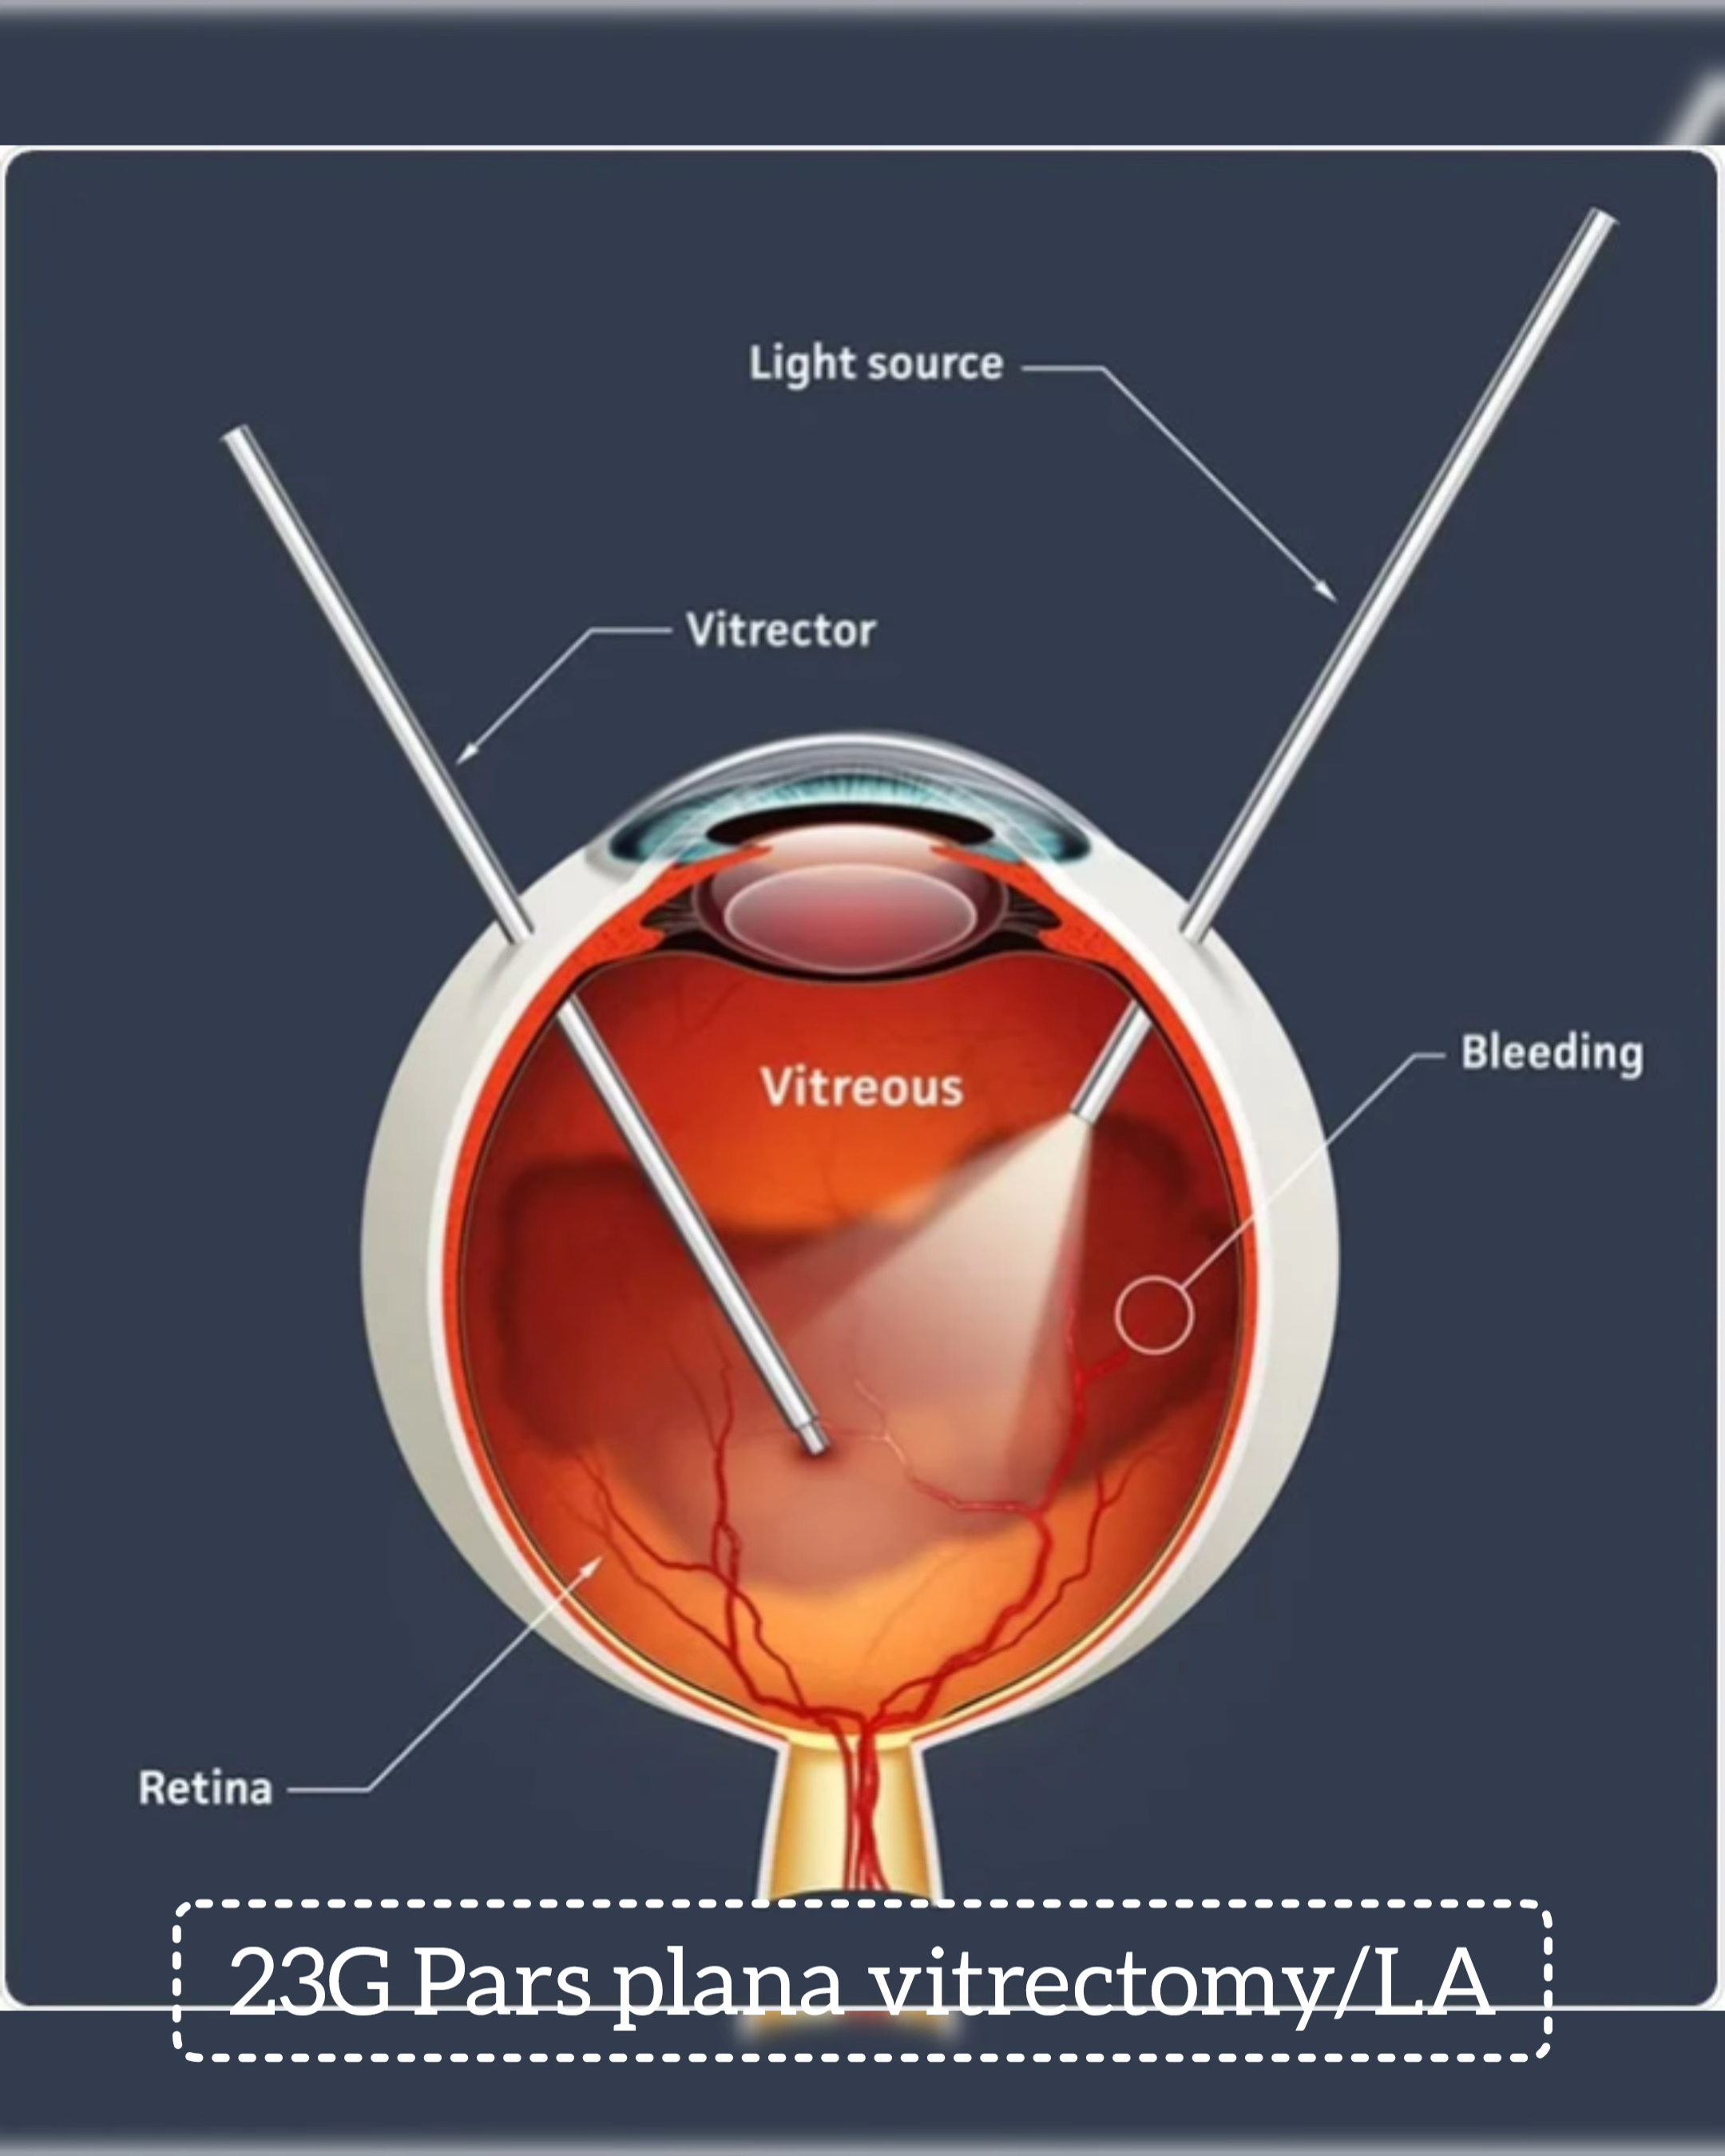 Light source
Vitrector
Bleeding
Vitreous
Retina
23G Pars plana vitrectomy/LA